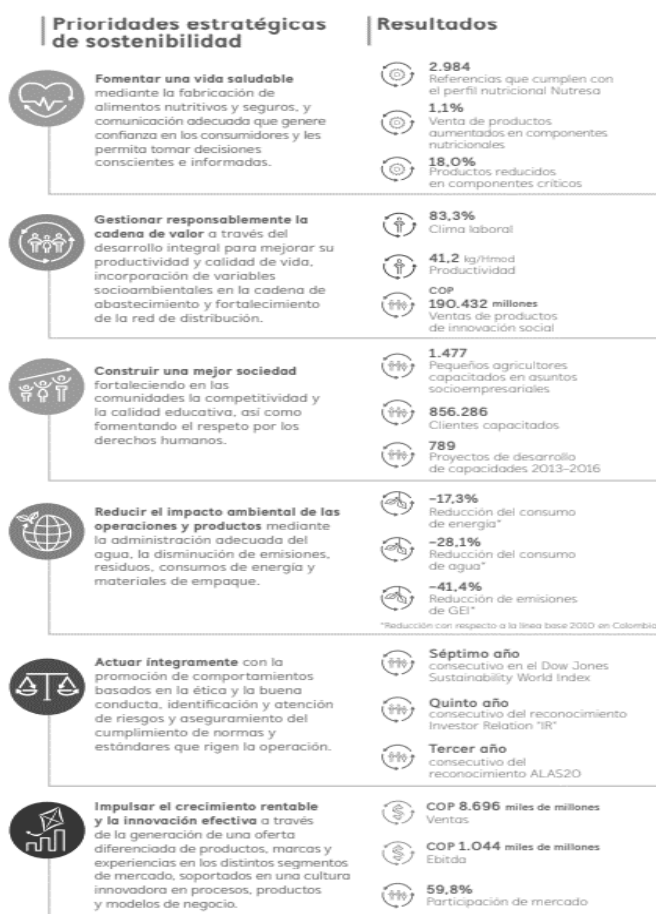 Prioridades estratégicas
de sostenibilidad
Resultados
Fomentar una vida saludable
mediante la fabricación de
alimentos nutritivos y seguros, y
comunicación adecuada que genere
confianza en los consumidores y les
permita tomar decisiones
conscientes e informadas.
2.984
Referencias que cumplen con
el perfil nutricional Nutresa
1,1%
Venta de productos
aumentados en componentes
nutricionales
18,0%
Productos reducidos
en componentes críticos
Gestionar responsablemente la
cadena de valor a través del
desarrollo integral para mejorar su
productividad y calidad de vida,
incorporación de variables
socioambientales en la cadena de
abastecimiento y fortalecimiento
de la red de distribución.
83,3%
Clima laboral
41,2 kg/Hmod
Productividad
COP
190.432 millones
Ventas de productos
de innovación social
Construir una mejor sociedad
fortaleciendo en las
comunidades la competitividad y
la calidad educativa, así como
fomentando el respeto por los
derechos humanos.
1.477
Pequeños agricultores
capacitados en asuntos
socioempresariales
856.286
Clientes capacitados
789
Proyectos de desarrollo
de capacidades 2013-2016
Reducir el impacto ambiental de las
operaciones y productos mediante
la administración adecuada del
agua, la disminución de emisiones,
residuos, consumos de energía y
materiales de empaque.
-17,3%
Reducción del consumo
de energía*
-28,1%
Reducción del consumo
de agua*
-41,4%
Reducción de emisiones
de GEI*
*Reducción con respecto a la línea base 2010 en Colombia
Actuar íntegramente con la
promoción de comportamientos
basados en la ética y la buena
conducta, identificación y atención
de riesgos y aseguramiento del
cumplimiento de normas y
estándares que rigen la operación.
Séptimo año
consecutivo en el Dow Jones
Sustainability World Index
Quinto año
consecutivo del reconocimiento
Investor Relation "IR"
Tercer año
consecutivo del
reconocimiento ALAS20
Impulsar el crecimiento rentable
y la innovación efectiva a través
de la generación de una oferta
diferenciada de productos, marcas y
experiencias en los distintos segmentos
de mercado, soportados en una cultura
innovadora en procesos, productos
y modelos de negocio.
COP 8.696 miles de millones
Ventas
COP 1.044 miles de millones
Ebitda
59,8%
Participación de mercado